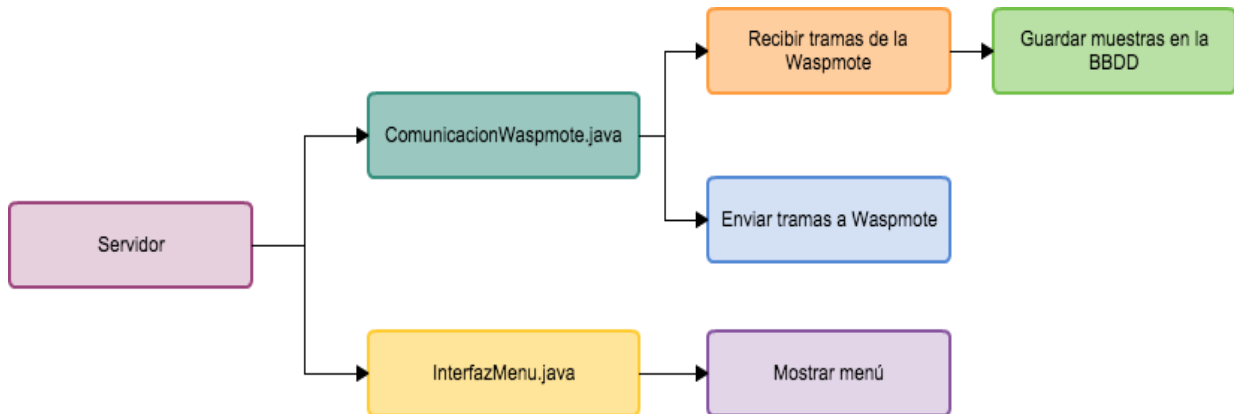 Recibir tramas de la
Waspmote
Guardar muestras en la
BBDD
ComunicacionWaspmote.java
Enviar tramas a Waspmote
Servidor
InterfazMenu.java
Mostrar menú